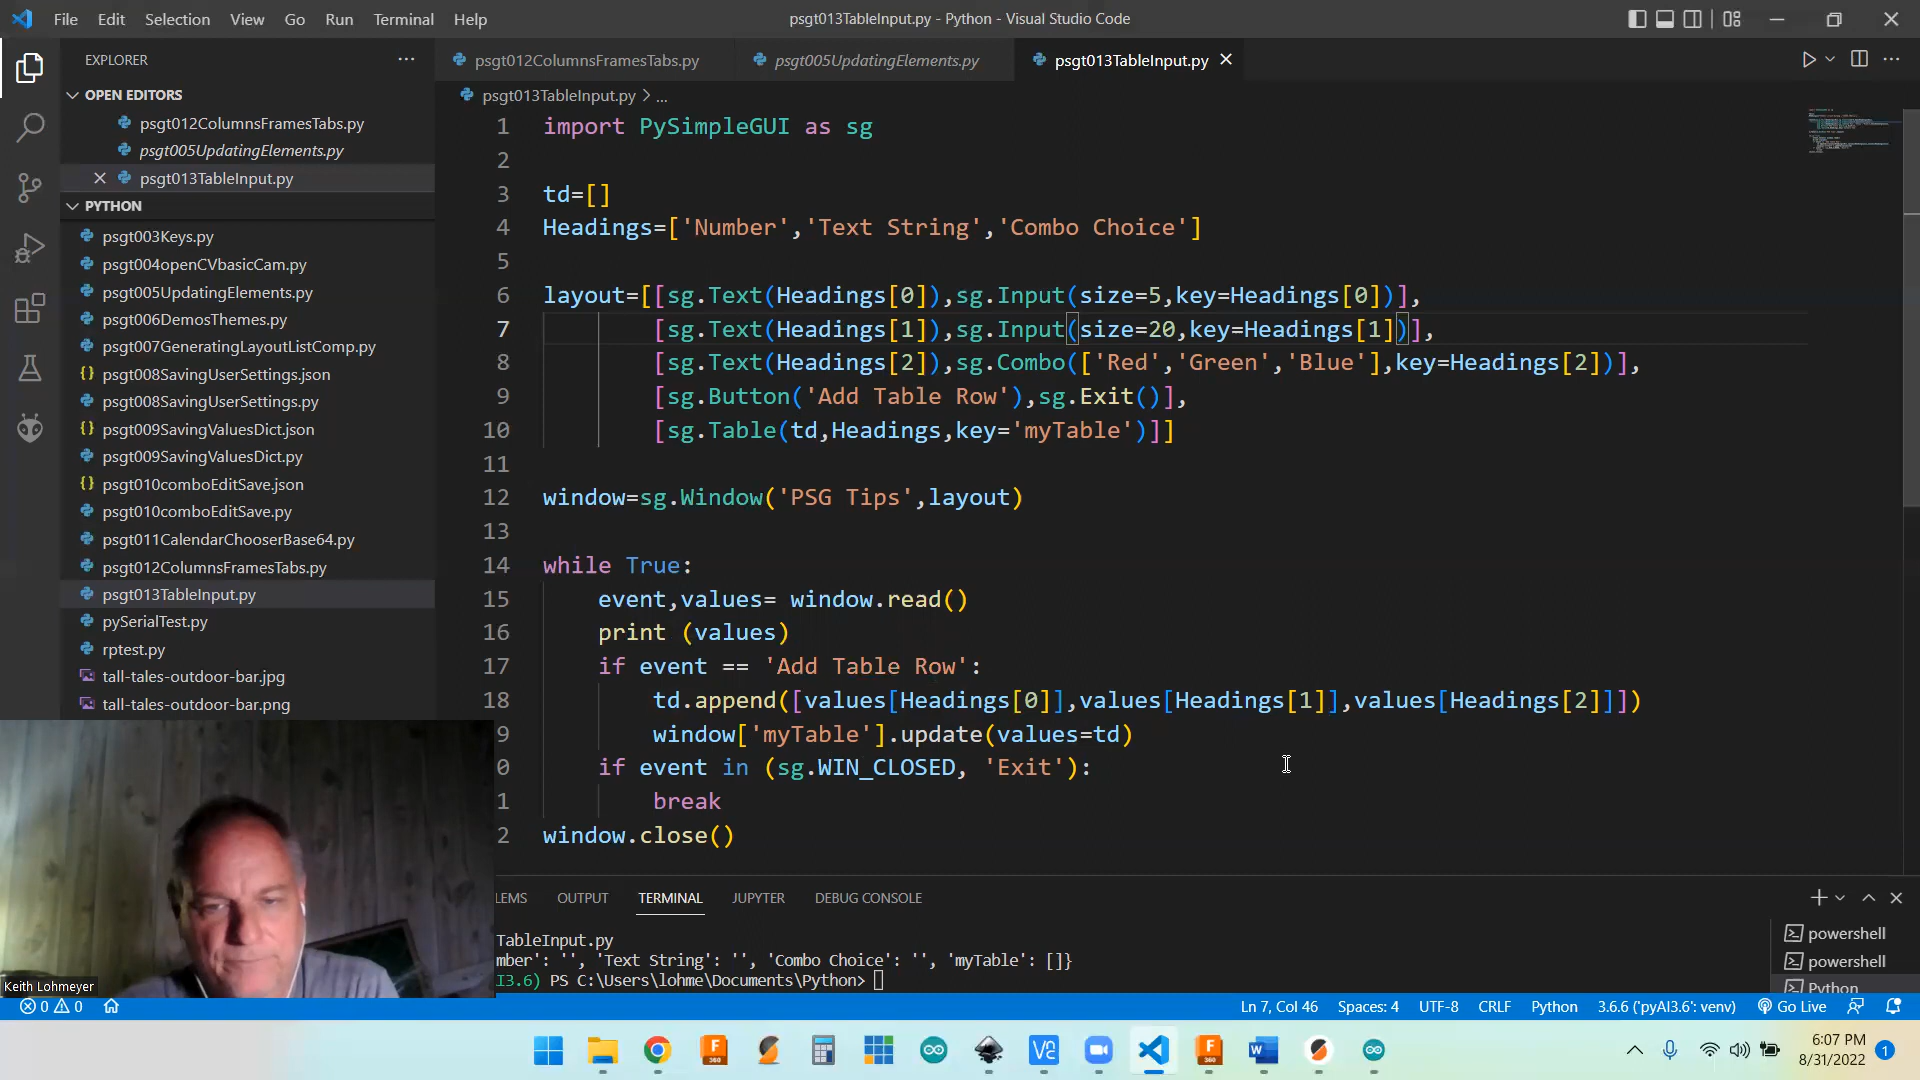 File Edit Selection View Go Run Terminal Help
psgt013TableInput.py - Python - Visual Studio Code
EXPLORER
OPEN EDITORS
psgt012ColumnsFramesTabs.py
psgt005UpdatingElements.py
psgt013TableInput.py
PYTHON
psgt003Keys.py
psgt004openCVbasicCam.py
psgt005UpdatingElements.py
psgt006DemosThemes.py
psgt007GeneratingLayoutListComp.py
{} psgt008SavingUserSettings.json
psgt008SavingUserSettings.py
{} psgt009SavingValuesDict.json
psgt009SavingValuesDict.py
{} psgt010comboEditSave.json
psgt010comboEditSave.py
psgt011CalendarChooserBase64.py
psgt012ColumnsFramesTabs.py
psgt013TableInput.py
pySerialTest.py
rptest.py
tall-tales-outdoor-bar.jpg
tall-tales-outdoor-bar.png
Keith Lohmeyer
psgt012ColumnsFramesTabs.py psgt005UpdatingElements.py psgt013TableInput.py
psgt013TableInput.py > ...
1 import PySimpleGUI as sg
2
3 td=[]
4 Headings=['Number','Text String','Combo Choice']
5
6 layout=[[sg.Text(Headings[0]),sg.Input(size=5,key=Headings[0])],
7 [sg.Text(Headings[1]),sg.Input(size=20,key=Headings[1])],
8 [sg.Text(Headings[2]),sg.Combo(['Red','Green','Blue'],key=Headings[2])],
9 [sg.Button('Add Table Row'),sg.Exit()],
10 [sg.Table(td,Headings,key='myTable')]]
11
12 window=sg.Window('PSG Tips',layout)
13
14 while True:
15 event,values= window.read()
16 print (values)
17 if event == 'Add Table Row':
18 td.append([values[Headings[0]],values[Headings[1]],values[Headings[2]]])
9 window['myTable'].update(values=td)
0 if event in (sg.WIN_CLOSED, 'Exit'):
1 break
2 window.close()
LEMS OUTPUT TERMINAL JUPYTER DEBUG CONSOLE
TableInput.py
mber': '', 'Text String': '', 'Combo Choice': '', 'myTable': []}
I3.6) PS C:\Users\lohme\Documents\Python>
powershell
powershell
Python
0 0
Ln 7, Col 46 Spaces: 4 UTF-8 CRLF Python 3.6.6 ('pyAI3.6': venv) Go Live
6:07 PM
8/31/2022
1